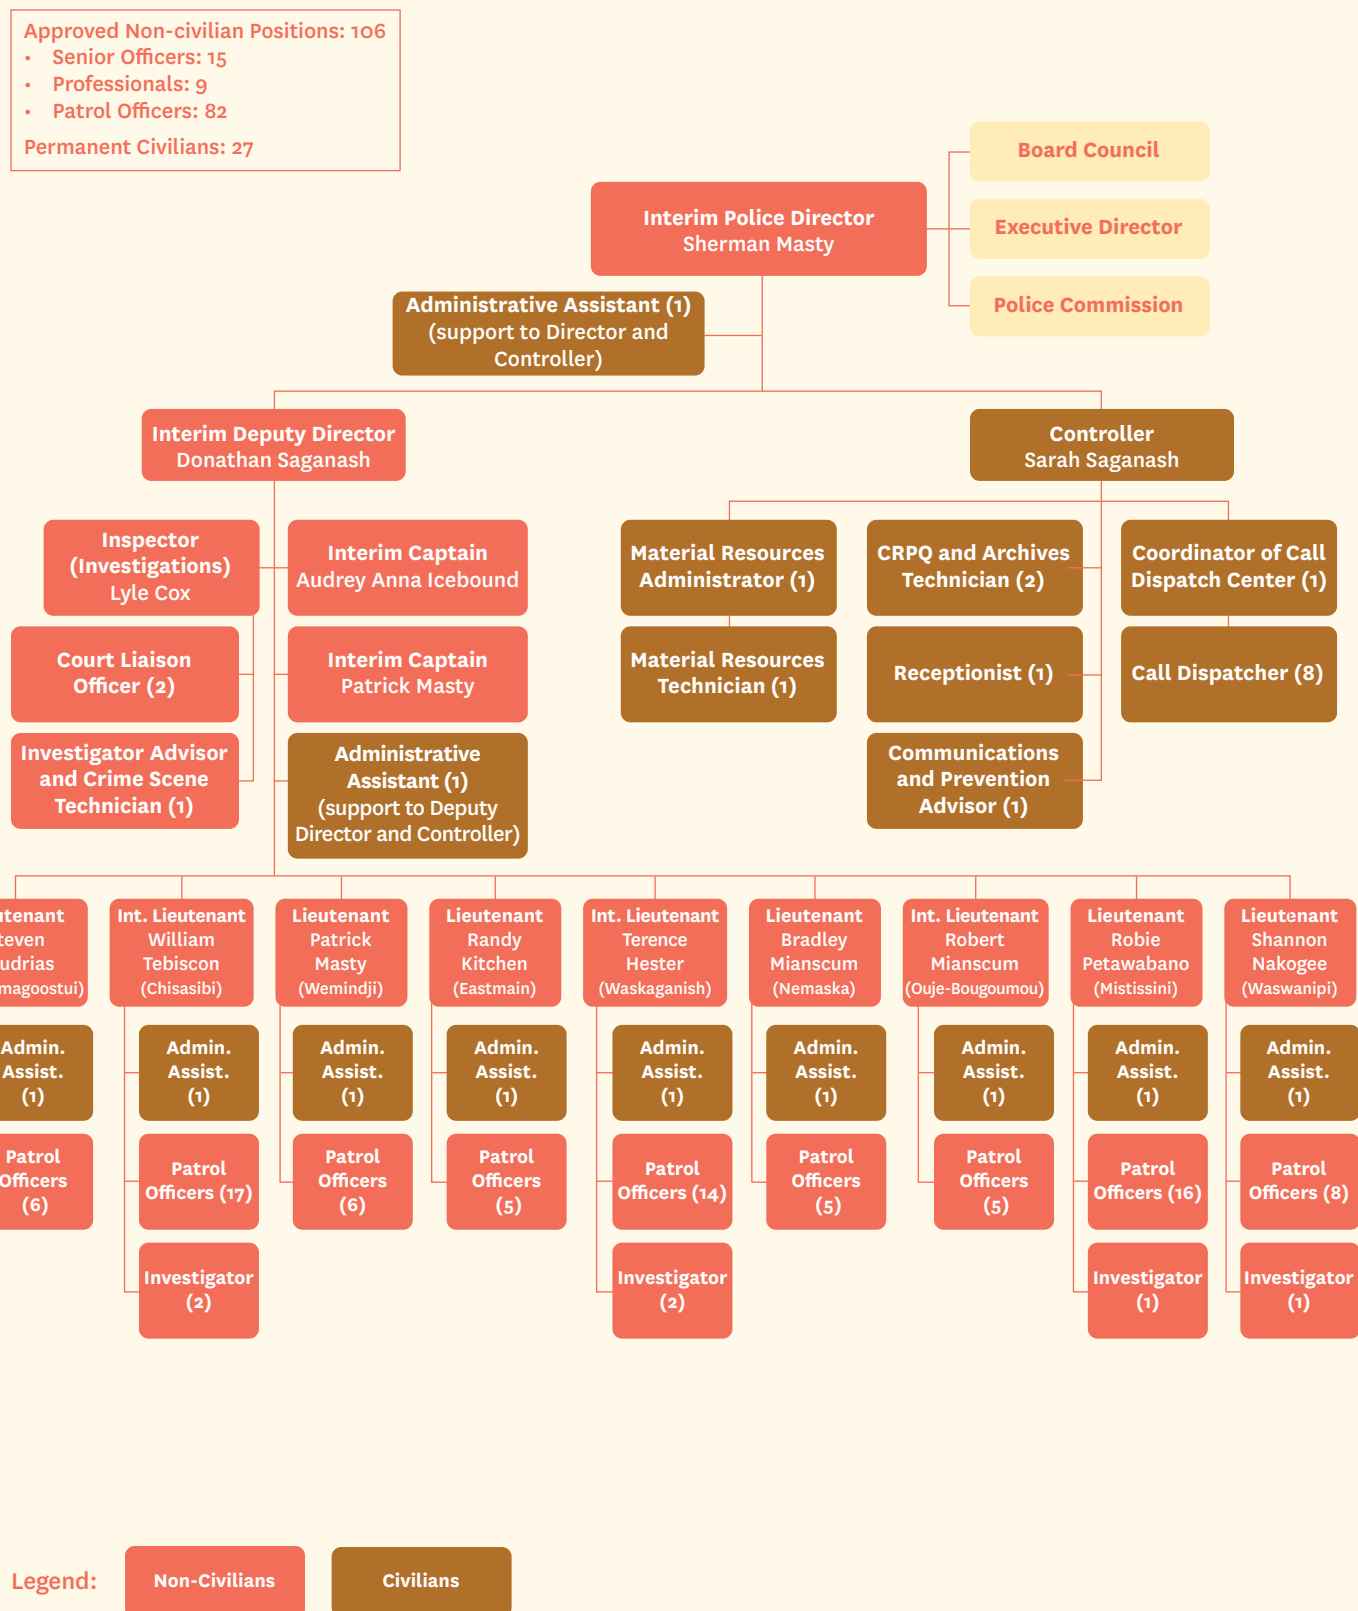 Approved Non-civilian Positions: 106
• Senior Officers: 15
• Professionals: 9
• Patrol Officers: 82
Permanent Civilians: 27
Board Council
Interim Police Director
Sherman Masty
Executive Director
Police Commission
Administrative Assistant (1)
(support to Director and
Controller)
Interim Deputy Director
Donathan Saganash
Controller
Sarah Saganash
Inspector
(Investigations)
Lyle Cox
Interim Captain
Audrey Anna Icebound
Material Resources
Administrator (1)
CRPQ and Archives
Technician (2)
Coordinator of Call
Dispatch Center (1)
Court Liaison
Officer (2)
Interim Captain
Patrick Masty
Material Resources
Technician (1)
Receptionist (1)
Call Dispatcher (8)
Investigator Advisor
and Crime Scene
Technician (1)
Administrative
Assistant (1)
(support to Deputy
Director and Controller)
Communications
and Prevention
Advisor (1)
utenant
teven
udrias
magoostui)
Int. Lieutenant
William
Tebiscon
(Chisasibi)
Lieutenant
Patrick
Masty
(Wemindji)
Lieutenant
Randy
Kitchen
(Eastmain)
Int. Lieutenant
Terence
Hester
(Waskaganish)
Lieutenant
Bradley
Mianscum
(Nemaska)
Int. Lieutenant
Robert
Mianscum
(Ouje-Bougoumou)
Lieutenant
Robie
Petawabano
(Mistissini)
Lieutenant
Shannon
Nakogee
(Waswanipi)
Admin.
Assist.
(1)
Admin.
Assist.
(1)
Admin.
Assist.
(1)
Admin.
Assist.
(1)
Admin.
Assist.
(1)
Admin.
Assist.
(1)
Admin.
Assist.
(1)
Admin.
Assist.
(1)
Admin.
Assist.
(1)
Patrol
Officers
(6)
Patrol
Officers (17)
Patrol
Officers
(6)
Patrol
Officers
(5)
Patrol
Officers (14)
Patrol
Officers
(5)
Patrol
Officers
(5)
Patrol
Officers (16)
Patrol
Officers (8)
Investigator
(2)
Investigator
(2)
Investigator
(1)
Investigator
(1)
Legend:
Non-Civilians
Civilians